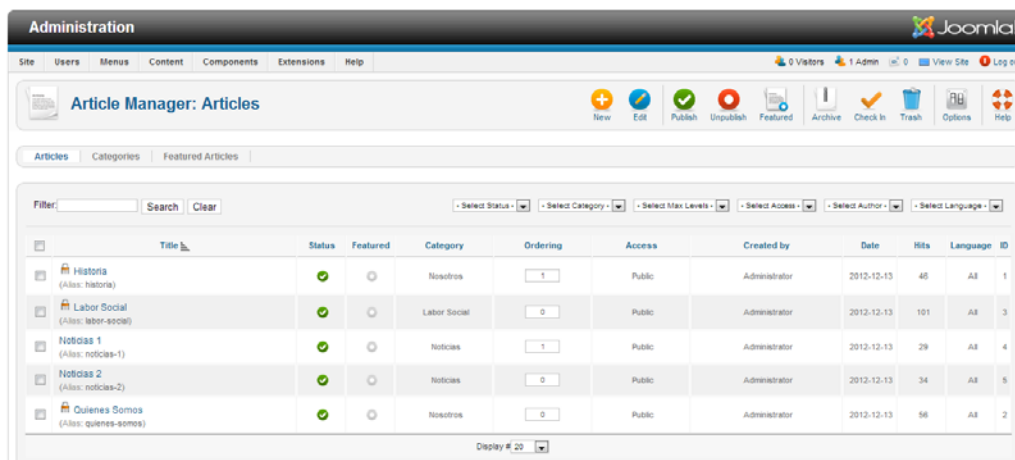 Administration
Joomla!
Site Users Menus Content Components Extensions Help
0 Visitors 1 Admin 0 View Site Log
Article Manager: Articles
New Edit Publish Unpublish Featured Archive Check In Trash Options Help
Articles Categories Featured Articles
Filter: Search Clear
- Select Status - - Select Category - - Select Max Levels - - Select Access - - Select Author - - Select Language -
Title Status Featured Category Ordering Access Created by Date Hits Language ID
Historia Nosotros 1 Public Administrator 2012-12-13 46 All 1
(Alias: historia)
Labor Social Labor Social 0 Public Administrator 2012-12-13 101 All 3
(Alias: labor-social)
Noticias 1 Noticias 1 Public Administrator 2012-12-13 29 All 4
(Alias: noticias-1)
Noticias 2 Noticias 0 Public Administrator 2012-12-13 34 All 5
(Alias: noticias-2)
Quienes Somos Nosotros 0 Public Administrator 2012-12-13 56 All 2
(Alias: quienes-somos)
Display # 20